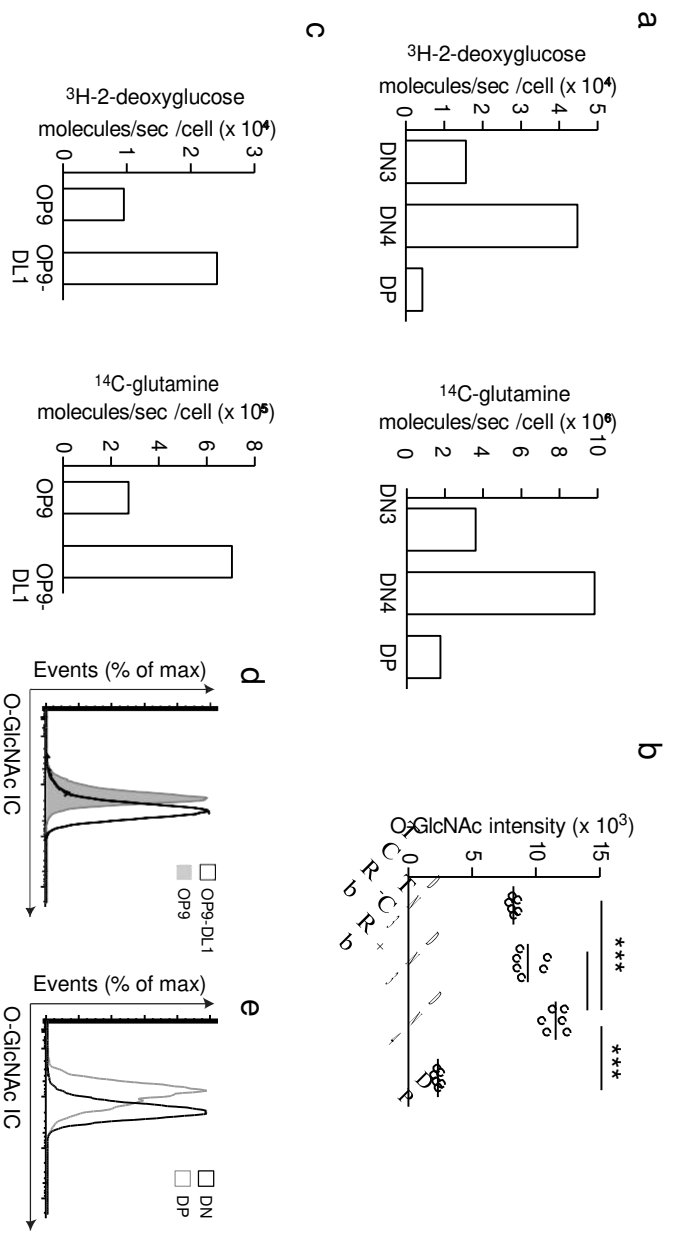 a
³H-2-deoxyglucose
molecules/sec /cell (x 10⁴)
0 1 2 3 4 5
DN3
DN4
DP
¹⁴C-glutamine
molecules/sec /cell (x 10⁶)
0 2 4 6 8 10
DN3
DN4
DP
b
O-GlcNAc intensity (x 10³)
0 5 10 15
***
***
c
³H-2-deoxyglucose
molecules/sec /cell (x 10⁴)
0 1 2 3
OP9
OP9-
DL1
¹⁴C-glutamine
molecules/sec /cell (x 10⁵)
0 2 4 6 8
OP9
OP9-
DL1
d
Events (% of max)
O-GlcNAc IC
OP9-DL1
OP9
e
Events (% of max)
O-GlcNAc IC
DN
DP